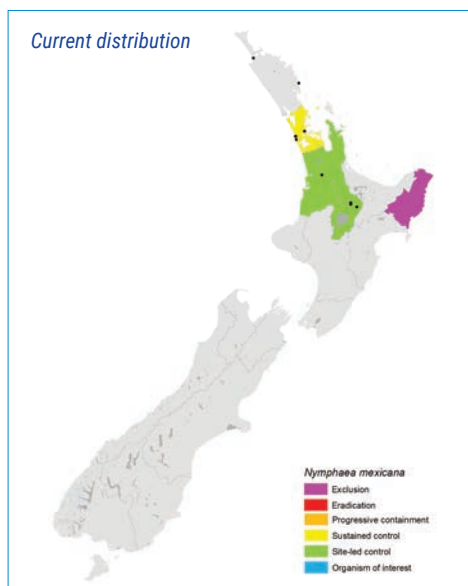 Current distribution
Nymphaea mexicana
Exclusion
Eradication
Progressive containment
Sustained control
Site-led control
Organism of interest